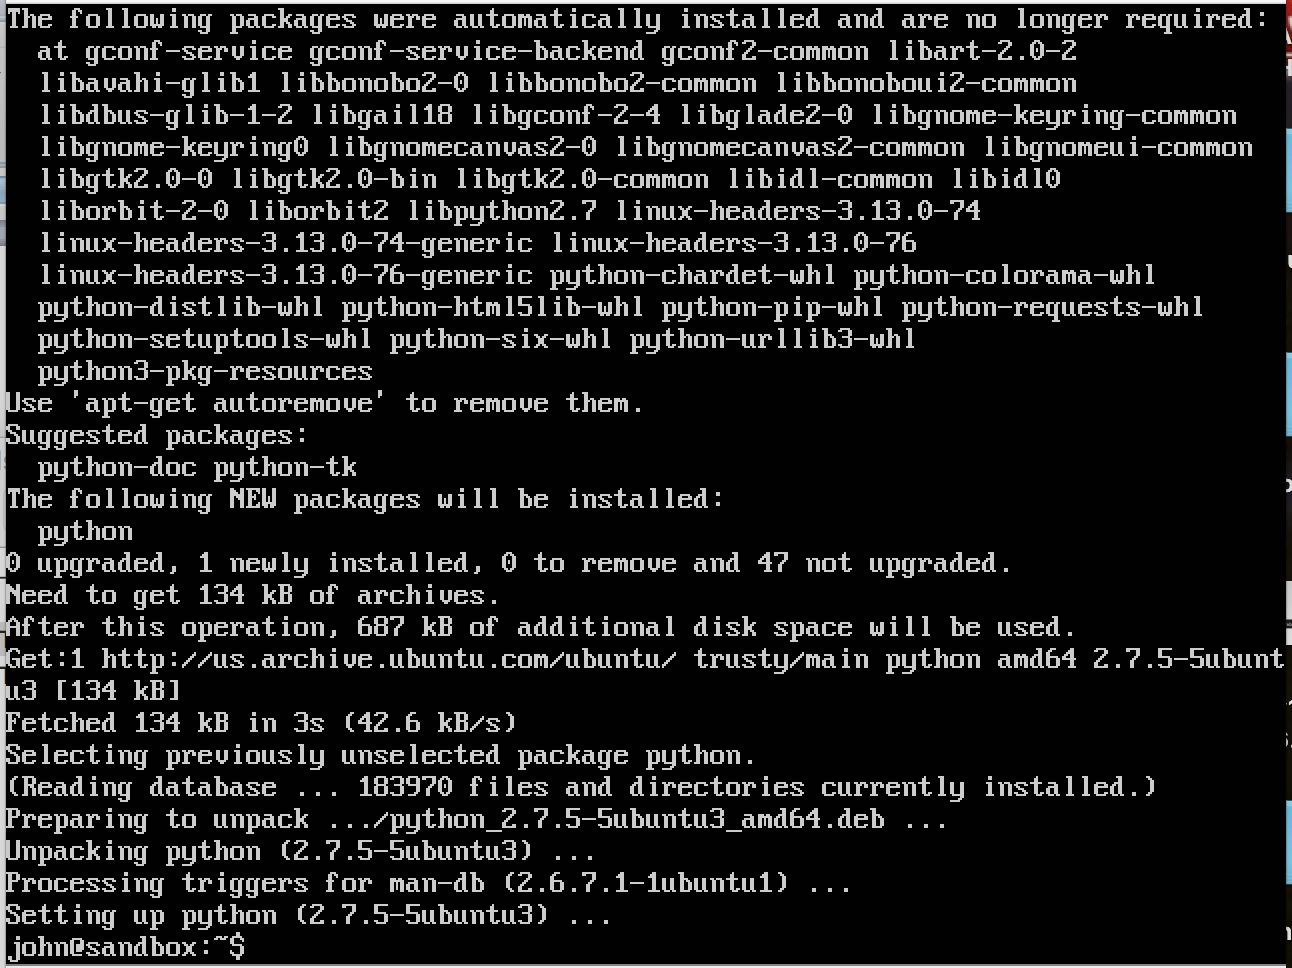 The following packages were automatically installed and are no longer required:
  at gconf-service gconf-service-backend gconf2-common libart-2.0-2
  libavahi-glib1 libbonobo2-0 libbonobo2-common libbonoboui2-common
  libdbus-glib-1-2 libgail18 libgconf-2-4 libglade2-0 libgnome-keyring-common
  libgnome-keyring0 libgnomecanvas2-0 libgnomecanvas2-common libgnomeui-common
  libgtk2.0-0 libgtk2.0-bin libgtk2.0-common libidl-common libidl0
  liborbit-2-0 liborbit2 libpython2.7 linux-headers-3.13.0-74
  linux-headers-3.13.0-74-generic linux-headers-3.13.0-76
  linux-headers-3.13.0-76-generic python-chardet-whl python-colorama-whl
  python-distlib-whl python-html5lib-whl python-pip-whl python-requests-whl
  python-setuptools-whl python-six-whl python-urllib3-whl
  python3-pkg-resources
Use 'apt-get autoremove' to remove them.
Suggested packages:
  python-doc python-tk
The following NEW packages will be installed:
  python
0 upgraded, 1 newly installed, 0 to remove and 47 not upgraded.
Need to get 134 kB of archives.
After this operation, 687 kB of additional disk space will be used.
Get:1 http://us.archive.ubuntu.com/ubuntu/ trusty/main python amd64 2.7.5-5ubunt
u3 [134 kB]
Fetched 134 kB in 3s (42.6 kB/s)
Selecting previously unselected package python.
(Reading database ... 183970 files and directories currently installed.)
Preparing to unpack .../python_2.7.5-5ubuntu3_amd64.deb ...
Unpacking python (2.7.5-5ubuntu3) ...
Processing triggers for man-db (2.6.7.1-1ubuntu1) ...
Setting up python (2.7.5-5ubuntu3) ...
john@sandbox:~$